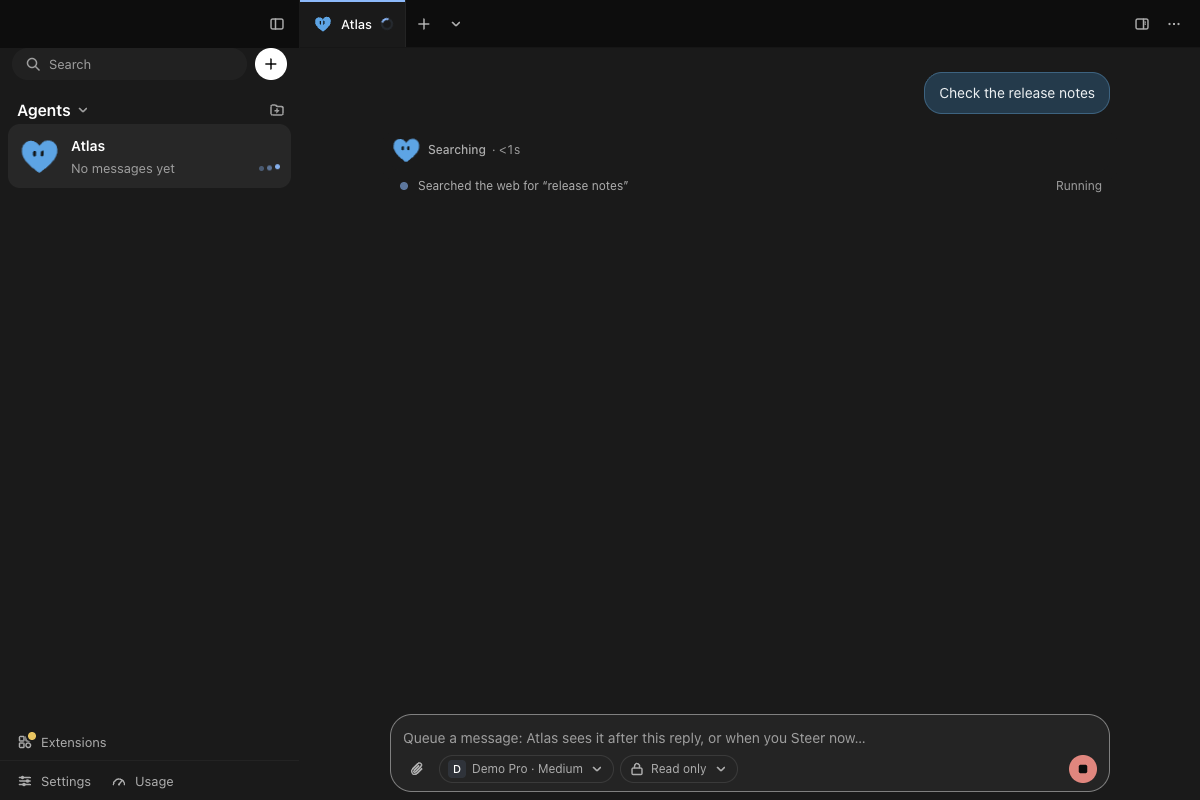 Atlas
Search
Agents
Atlas
No messages yet
Check the release notes
Searching · <1s
Searched the web for “release notes”
Running
Extensions
Settings
Usage
Queue a message: Atlas sees it after this reply, or when you Steer now…
D
Demo Pro · Medium
Read only